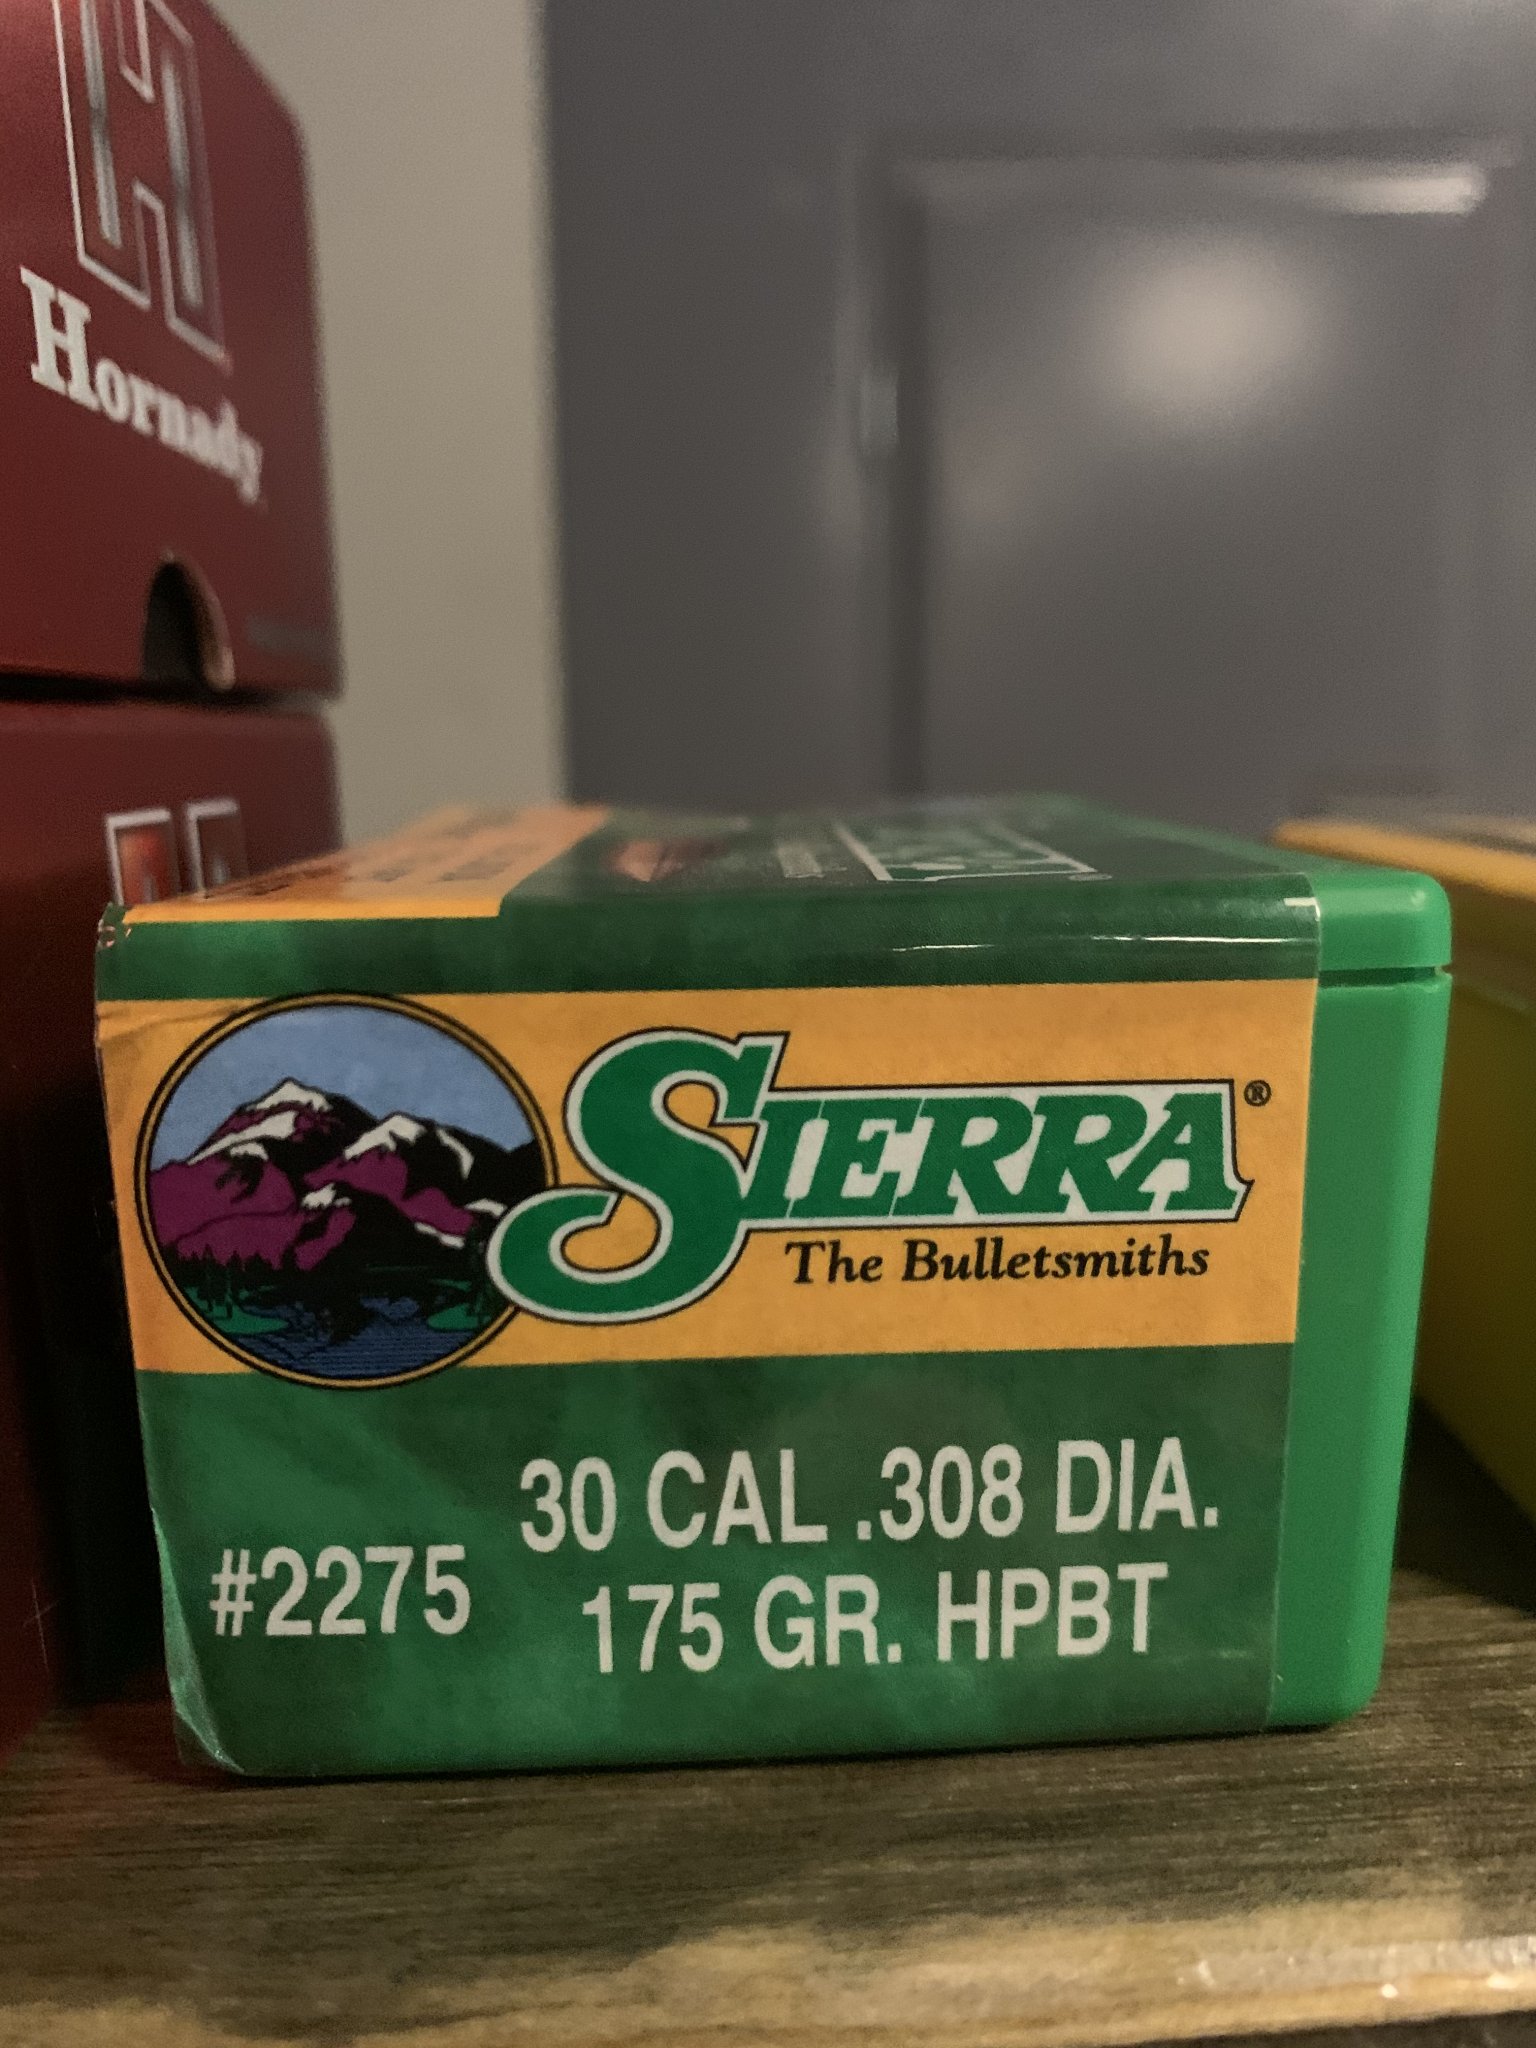 H
Hornady
SIERRA®
The Bulletsmiths
#2275
30 CAL .308 DIA.
175 GR. HPBT